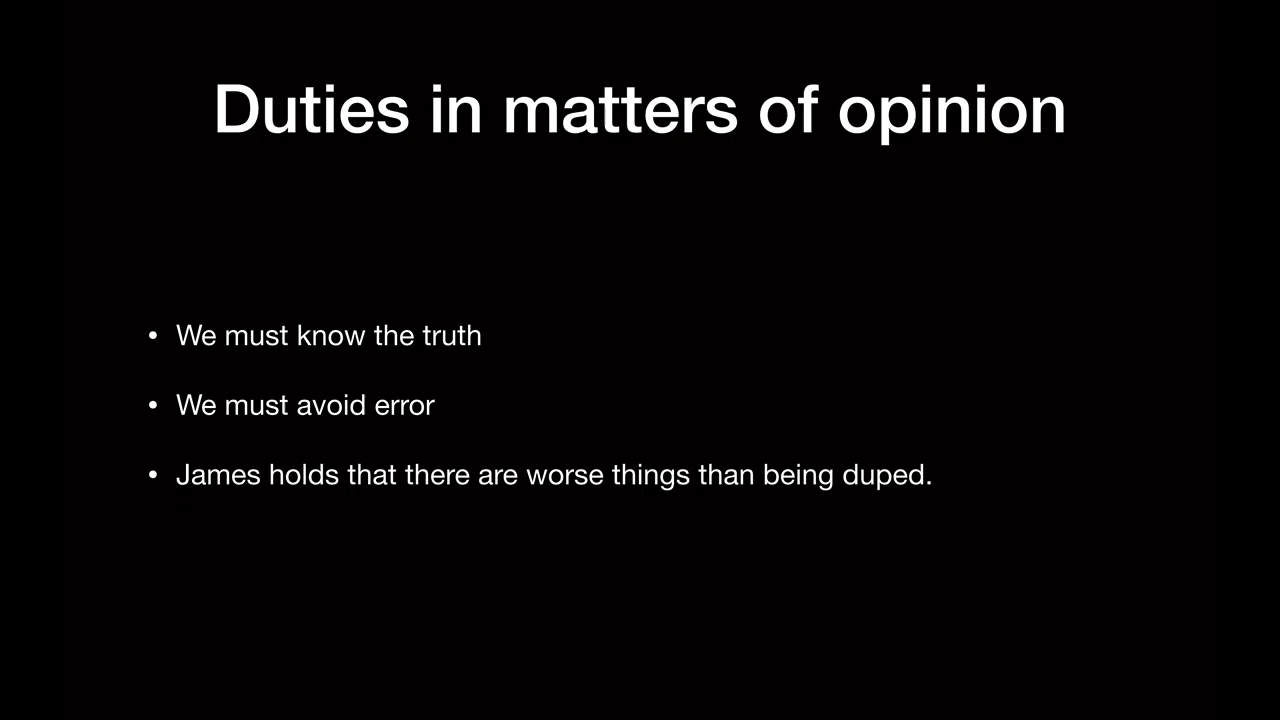 Duties in matters of opinion
• We must know the truth
• We must avoid error
• James holds that there are worse things than being duped.